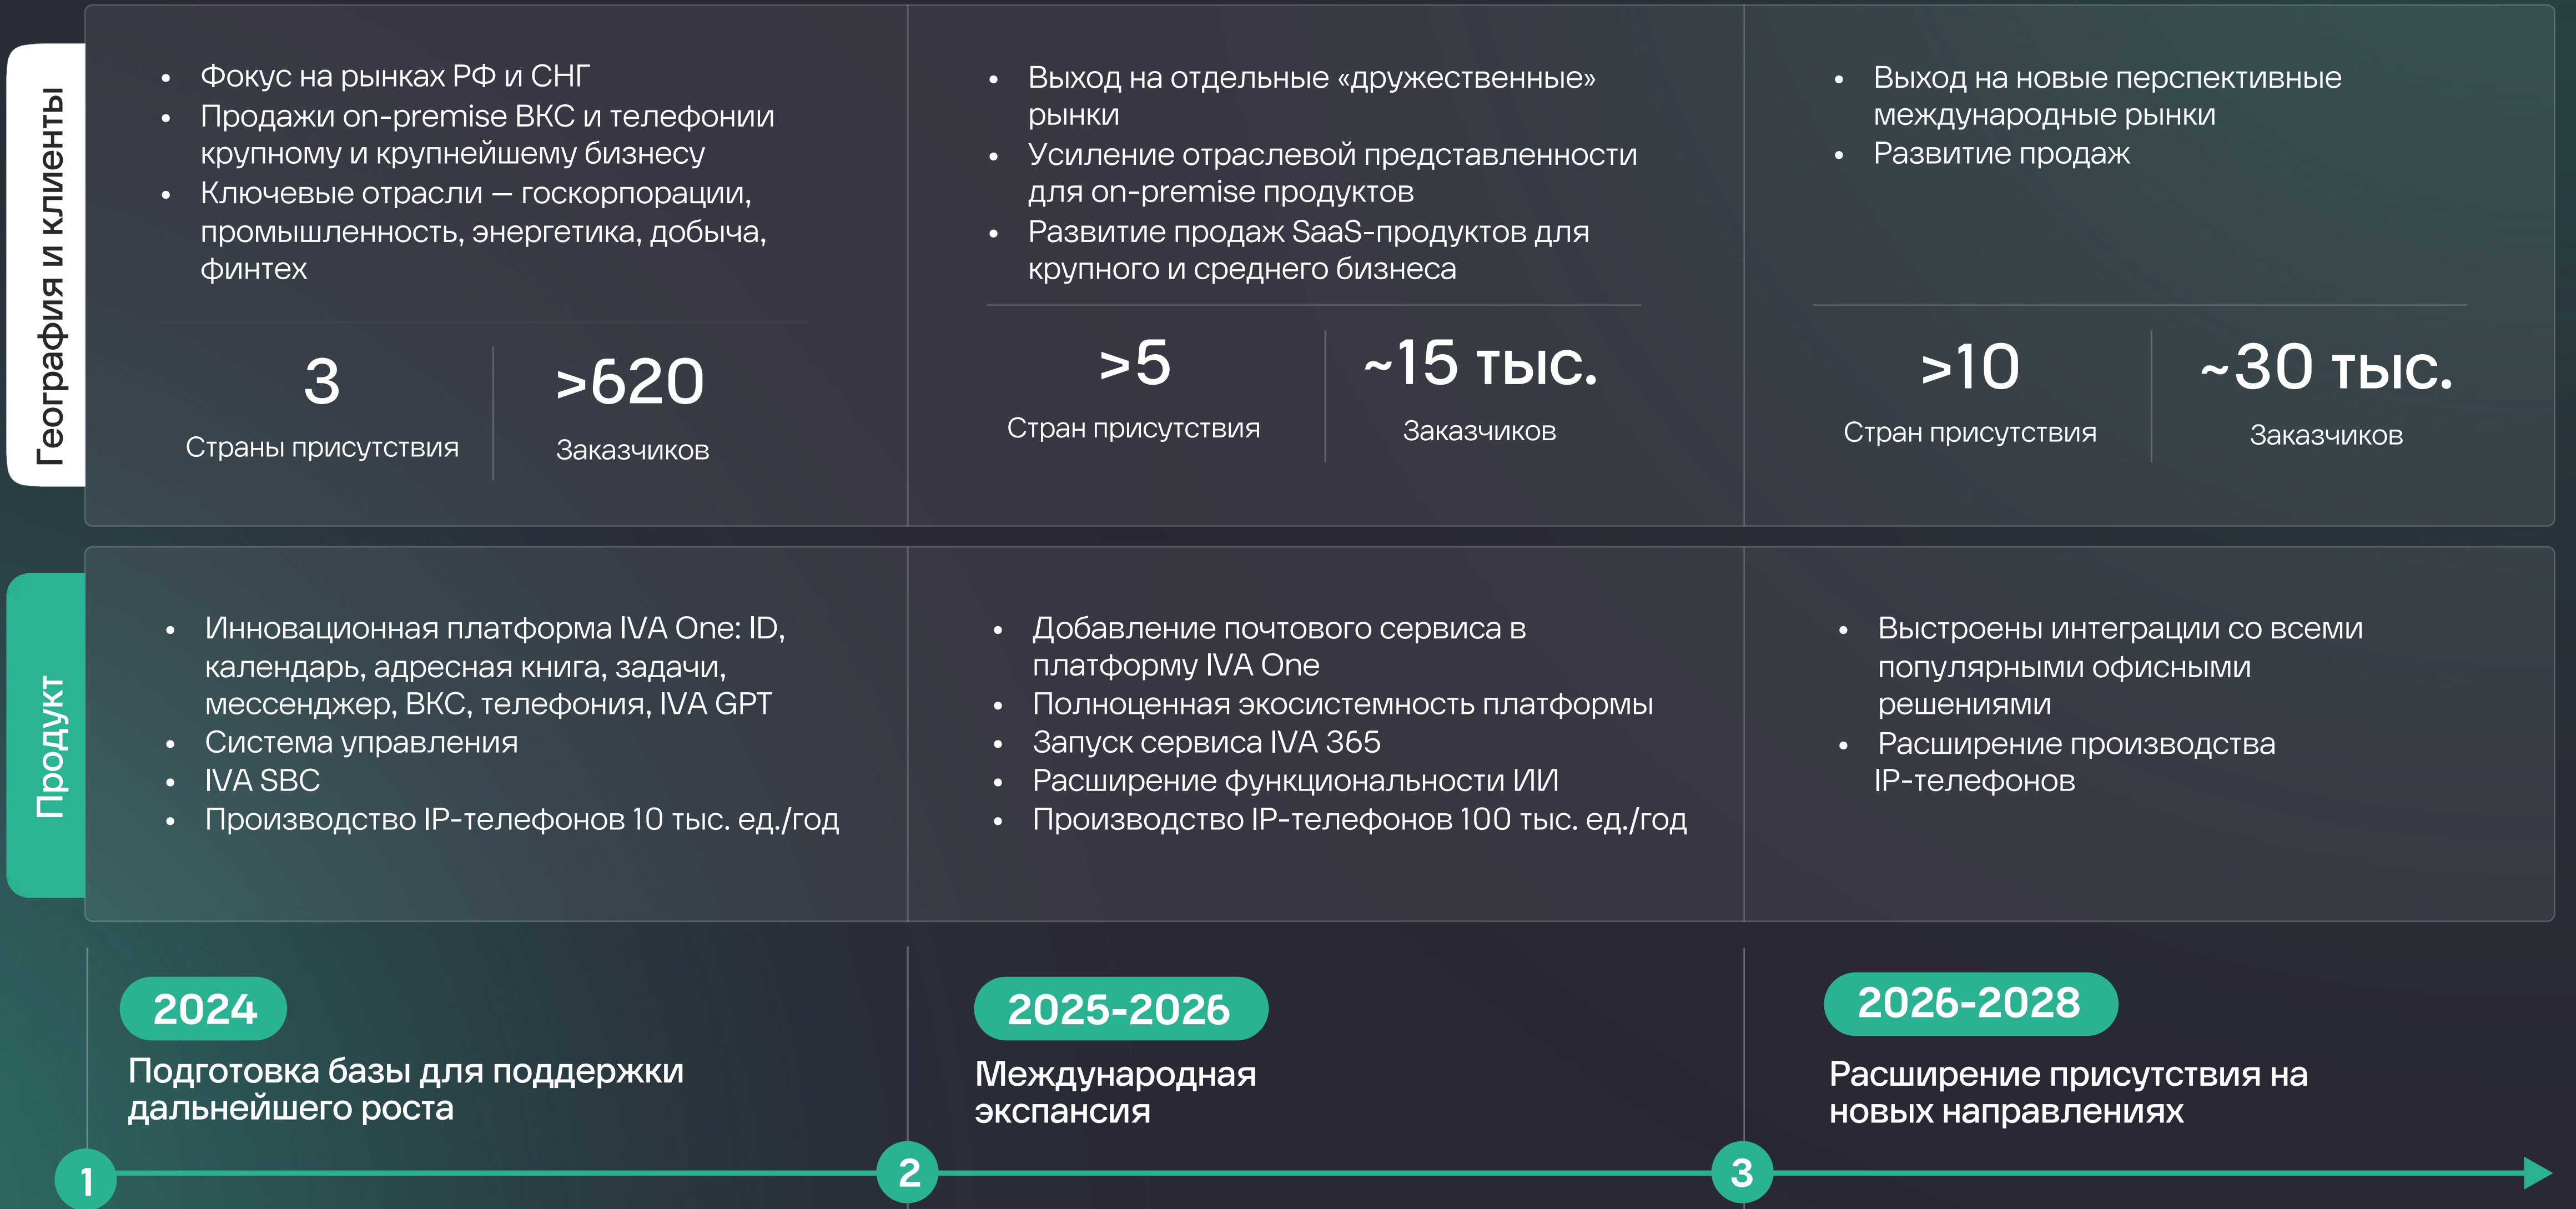 География и клиенты
Фокус на рынках РФ и СНГ
Продажи on-premise ВКС и телефонии
крупному и крупнейшему бизнесу
Ключевые отрасли – госкорпорации,
промышленность, энергетика, добыча,
финтех
3
Страны присутствия
>620
Заказчиков
Выход на отдельные «дружественные»
рынки
Усиление отраслевой представленности
для on-premise продуктов
Развитие продаж SaaS-продуктов для
крупного и среднего бизнеса
>5
Стран присутствия
~15 тыс.
Заказчиков
Выход на новые перспективные
международные рынки
Развитие продаж
>10
Стран присутствия
~30 тыс.
Заказчиков
Продукт
Инновационная платформа IVA One: ID,
календарь, адресная книга, задачи,
мессенджер, ВКС, телефония, IVA GPT
Система управления
IVA SBC
Производство IP-телефонов 10 тыс. ед./год
Добавление почтового сервиса в
платформу IVA One
Полноценная экосистемность платформы
Запуск сервиса IVA 365
Расширение функциональности ИИ
Производство IP-телефонов 100 тыс. ед./год
Выстроены интеграции со всеми
популярными офисными
решениями
Расширение производства
IP-телефонов
2024
Подготовка базы для поддержки
дальнейшего роста
2025-2026
Международная
экспансия
2026-2028
Расширение присутствия на
новых направлениях
1
2
3